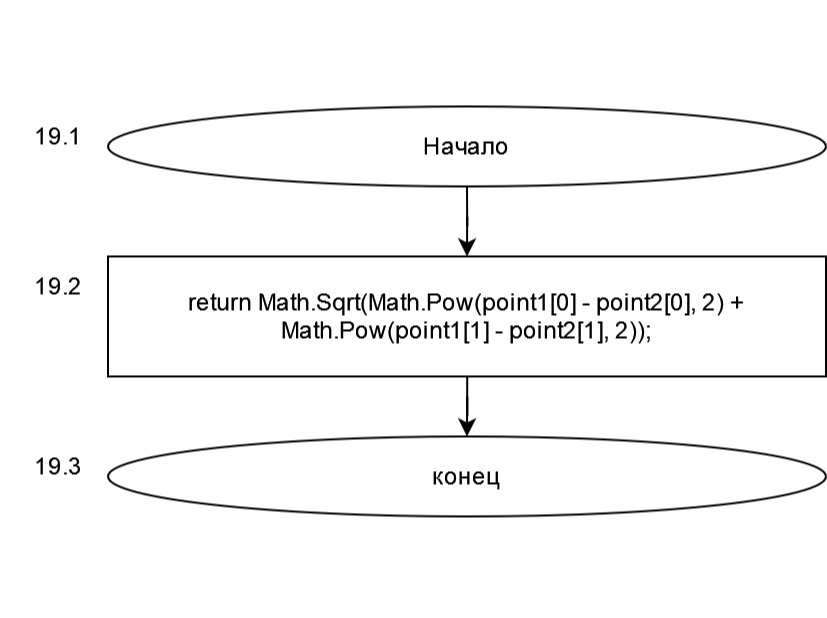 19.1
Начало
19.2
return Math.Sqrt(Math.Pow(point1[0] - point2[0], 2) +
Math.Pow(point1[1] - point2[1], 2));
19.3
конец